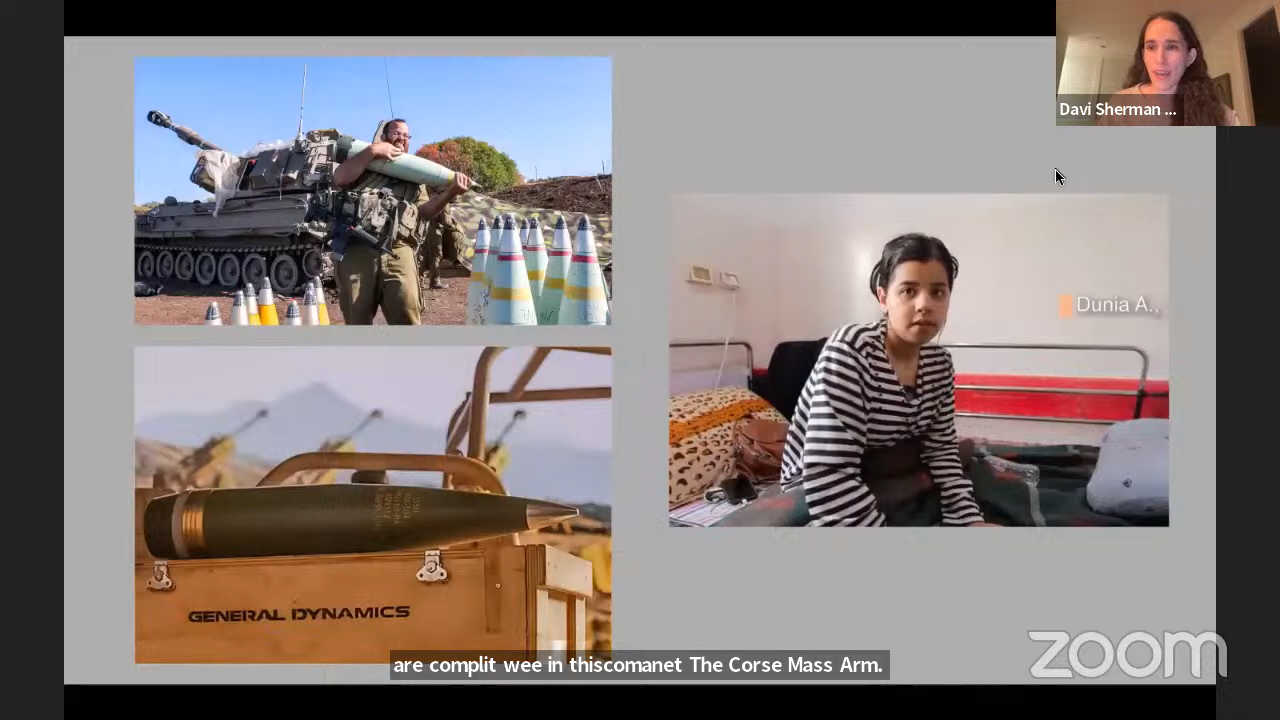 Davi Sherman ...
Dunia A.,
GENERAL DYNAMICS
are complit wee in thiscomanet The Corse Mass Arm.
zoom